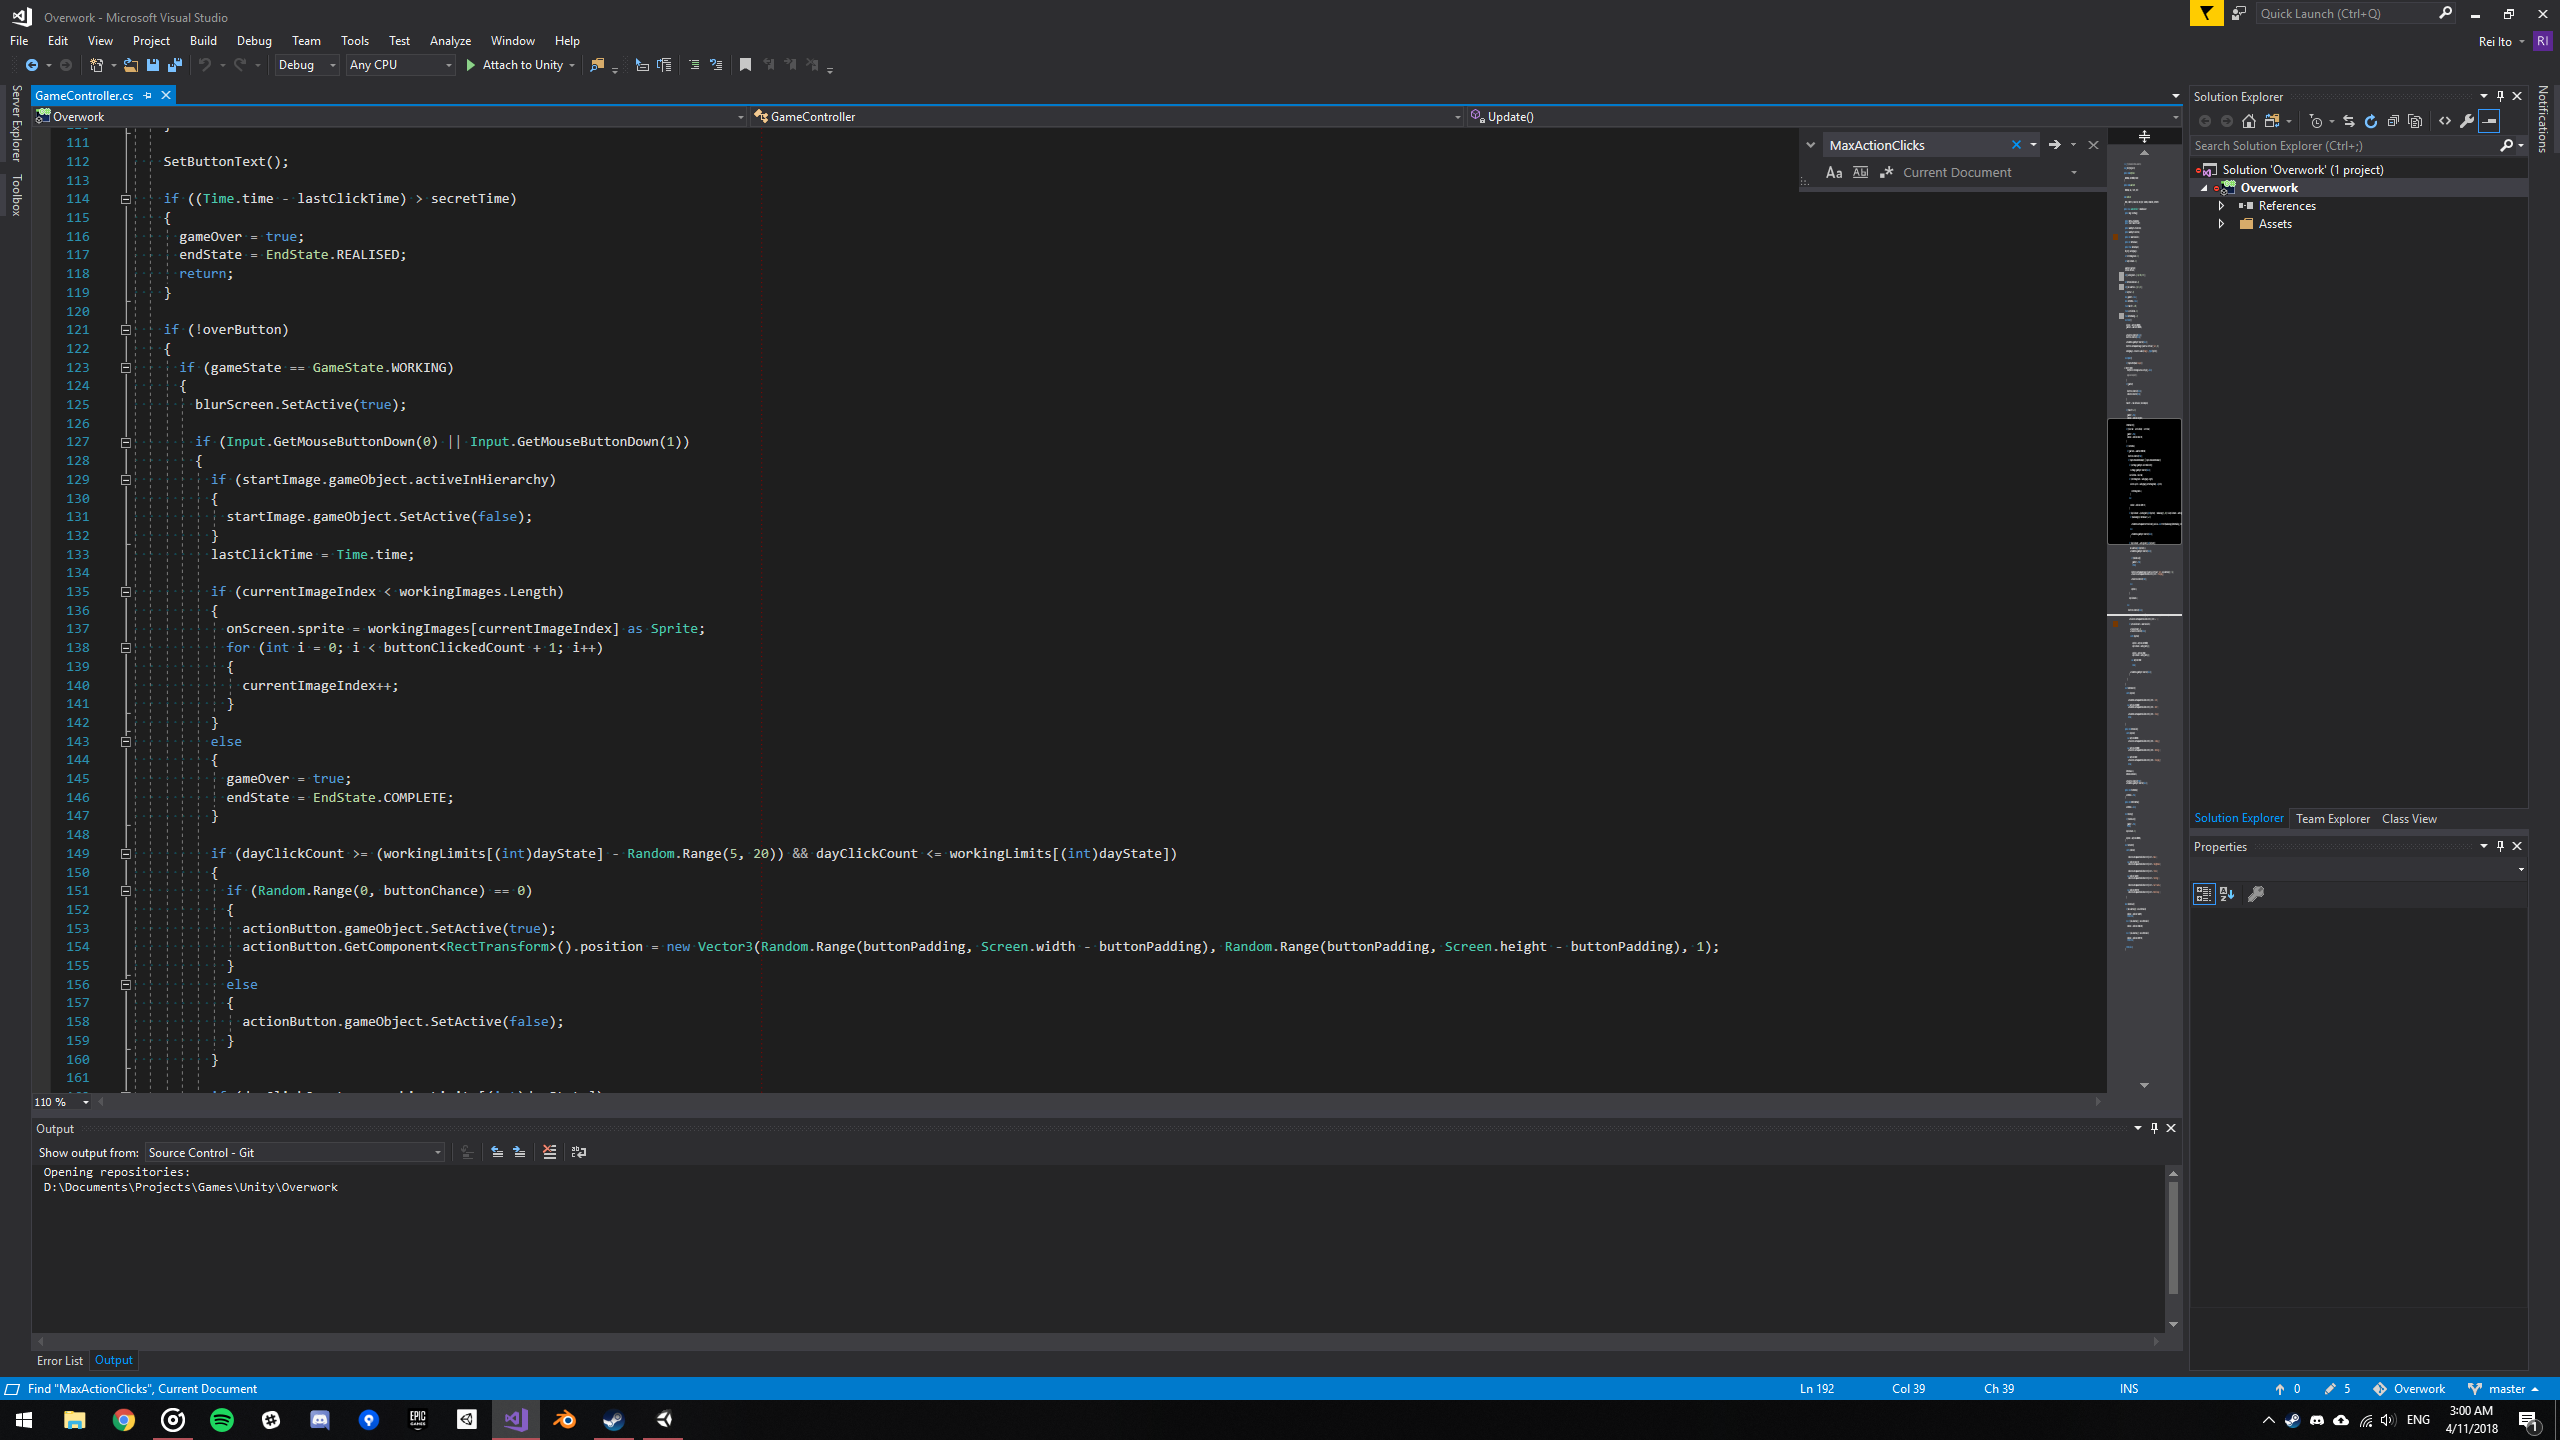 Overwork - Microsoft Visual Studio
Quick Launch (Ctrl+Q)
File Edit View Project Build Debug Team Tools Test Analyze Window Help
Rei Ito RI
Debug Any CPU Attach to Unity
Server Explorer
Toolbox
Notifications
GameController.cs
Overwork GameController Update()
MaxActionClicks
Aa Ab Current Document
111
112 SetButtonText();
113
114 if ((Time.time - lastClickTime) > secretTime)
115 {
116 gameOver = true;
117 endState = EndState.REALISED;
118 return;
119 }
120
121 if (!overButton)
122 {
123 if (gameState == GameState.WORKING)
124 {
125 blurScreen.SetActive(true);
126
127 if (Input.GetMouseButtonDown(0) || Input.GetMouseButtonDown(1))
128 {
129 if (startImage.gameObject.activeInHierarchy)
130 {
131 startImage.gameObject.SetActive(false);
132 }
133 lastClickTime = Time.time;
134
135 if (currentImageIndex < workingImages.Length)
136 {
137 onScreen.sprite = workingImages[currentImageIndex] as Sprite;
138 for (int i = 0; i < buttonClickedCount + 1; i++)
139 {
140 currentImageIndex++;
141 }
142 }
143 else
144 {
145 gameOver = true;
146 endState = EndState.COMPLETE;
147 }
148
149 if (dayClickCount >= (workingLimits[(int)dayState] - Random.Range(5, 20)) && dayClickCount <= workingLimits[(int)dayState])
150 {
151 if (Random.Range(0, buttonChance) == 0)
152 {
153 actionButton.gameObject.SetActive(true);
154 actionButton.GetComponent<RectTransform>().position = new Vector3(Random.Range(buttonPadding, Screen.width - buttonPadding), Random.Range(buttonPadding, Screen.height - buttonPadding), 1);
155 }
156 else
157 {
158 actionButton.gameObject.SetActive(false);
159 }
160 }
161
110 %
Solution Explorer
Search Solution Explorer (Ctrl+;)
Solution 'Overwork' (1 project)
Overwork
References
Assets
Solution Explorer Team Explorer Class View
Properties
Output
Show output from: Source Control - Git
Opening repositories:
D:\Documents\Projects\Games\Unity\Overwork
Error List Output
Find "MaxActionClicks", Current Document Ln 192 Col 39 Ch 39 INS 0 5 Overwork master
EPIC GAMES
ENG
3:00 AM
4/11/2018
1